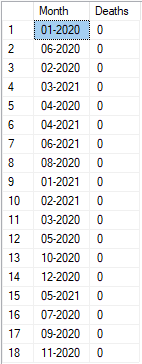 Month Deaths
1 01-2020 0
2 06-2020 0
3 02-2020 0
4 03-2021 0
5 04-2020 0
6 04-2021 0
7 06-2021 0
8 08-2020 0
9 01-2021 0
10 02-2021 0
11 03-2020 0
12 05-2020 0
13 10-2020 0
14 12-2020 0
15 05-2021 0
16 07-2020 0
17 09-2020 0
18 11-2020 0